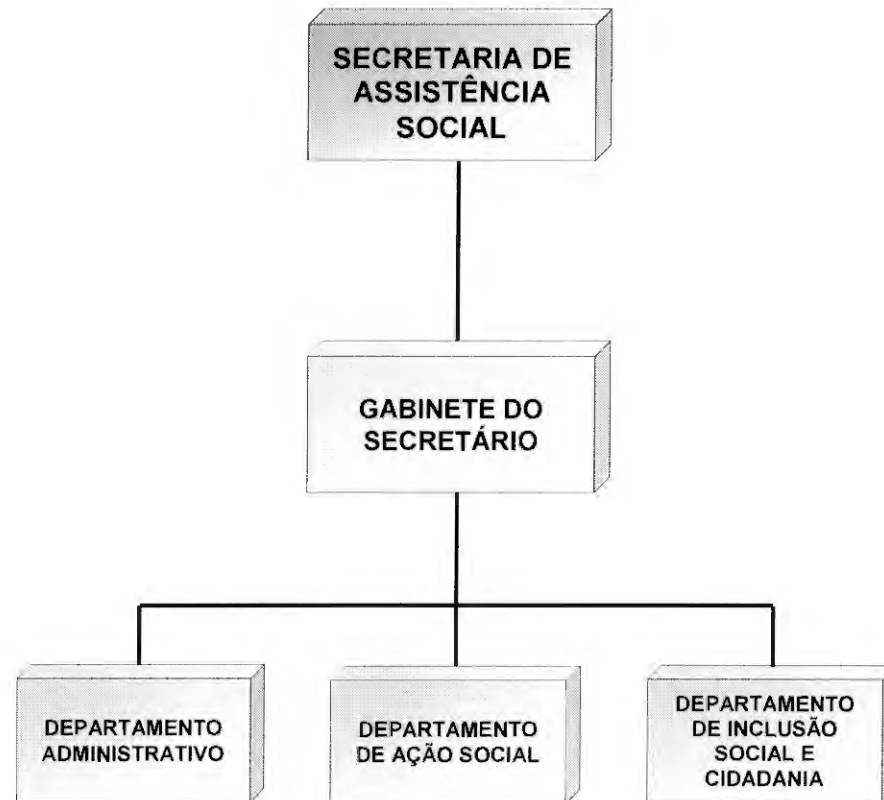 SECRETARIA DE
ASSISTÊNCIA
SOCIAL
GABINETE DO
SECRETÁRIO
DEPARTAMENTO
ADMINISTRATIVO
DEPARTAMENTO
DE AÇÃO SOCIAL
DEPARTAMENTO
DE INCLUSÃO
SOCIAL E
CIDADANIA